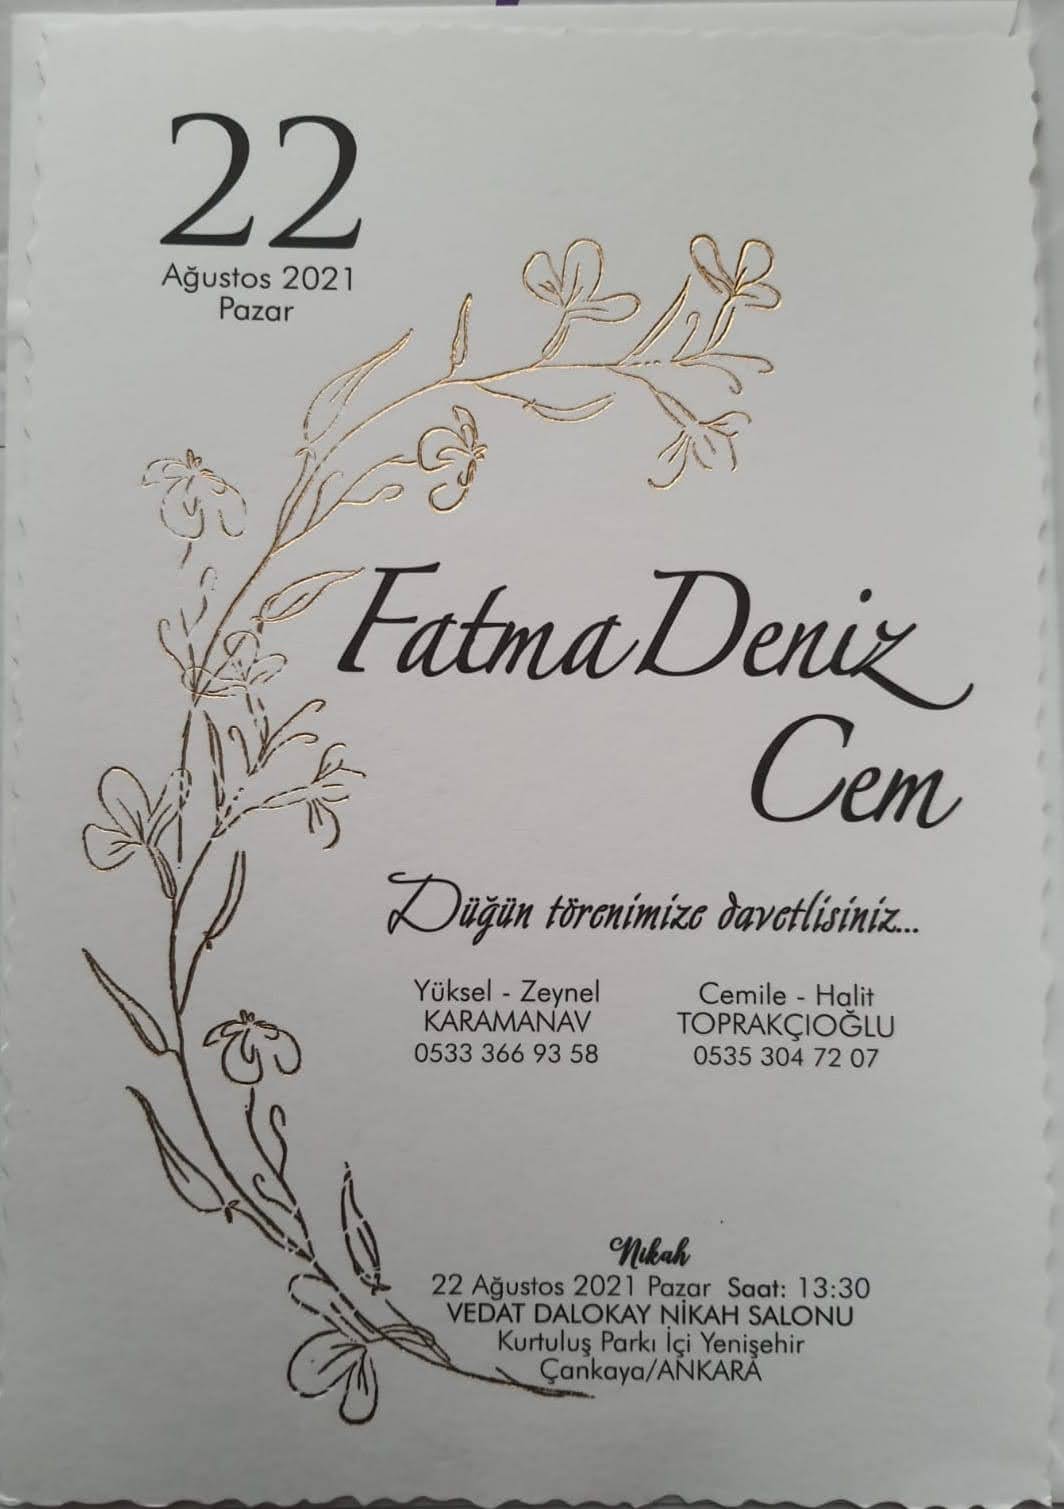 22
Ağustos 2021
Pazar
Fatma Deniz
Cem
Düğün törenimize davetlisiniz...
Yüksel - Zeynel
KARAMANAV
0533 366 93 58
Cemile - Halit
TOPRAKÇIOĞLU
0535 304 72 07
Nikah
22 Ağustos 2021 Pazar Saat: 13:30
VEDAT DALOKAY NİKAH SALONU
Kurtuluş Parkı İçi Yenişehir
Çankaya/ANKARA